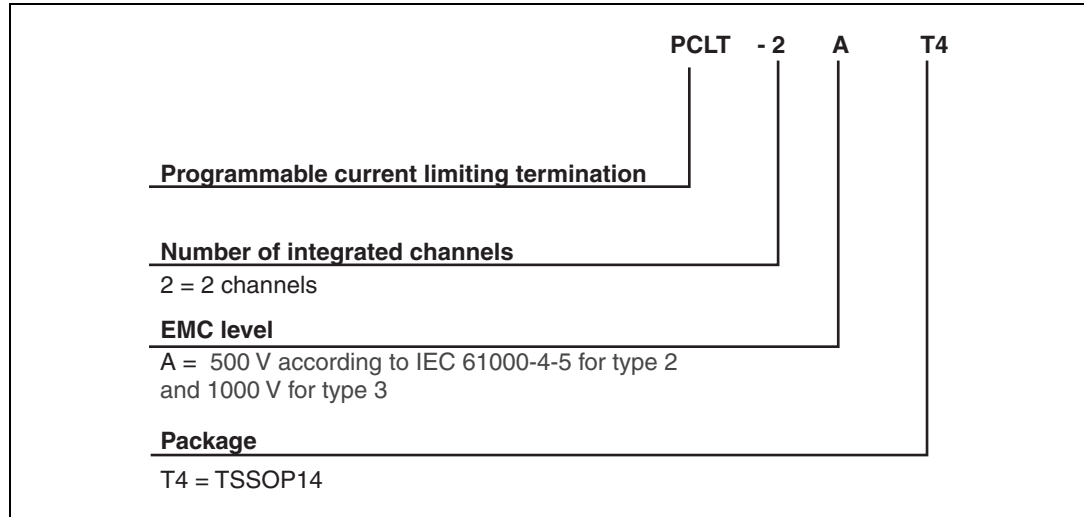 PCLT - 2 A T4
Programmable current limiting termination
Number of integrated channels
2 = 2 channels
EMC level
A = 500 V according to IEC 61000-4-5 for type 2
and 1000 V for type 3
Package
T4 = TSSOP14